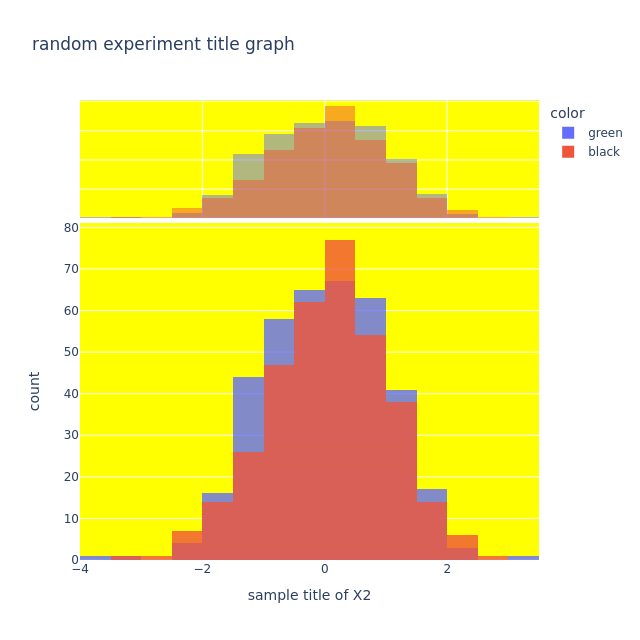 random experiment title graph
color
green
black
80
70
60
50
40
30
20
10
0
count
−4
−2
0
2
sample title of X2